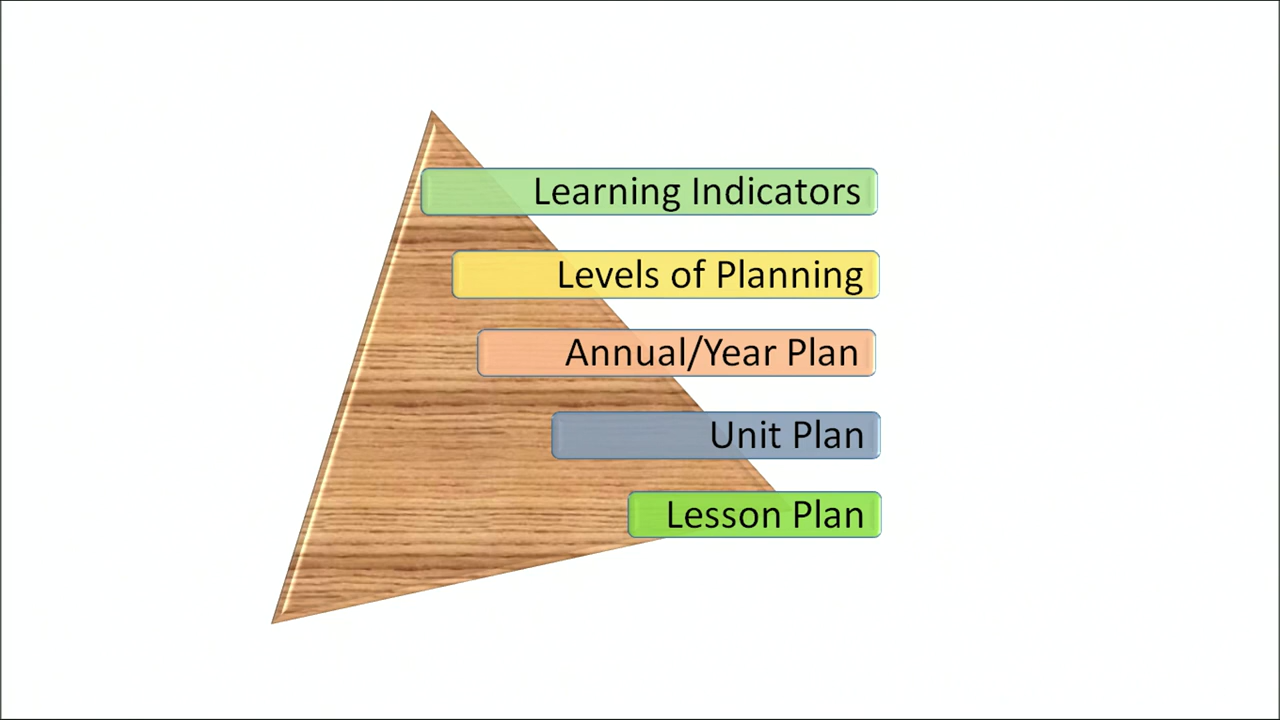 Learning Indicators
Levels of Planning
Annual/Year Plan
Unit Plan
Lesson Plan